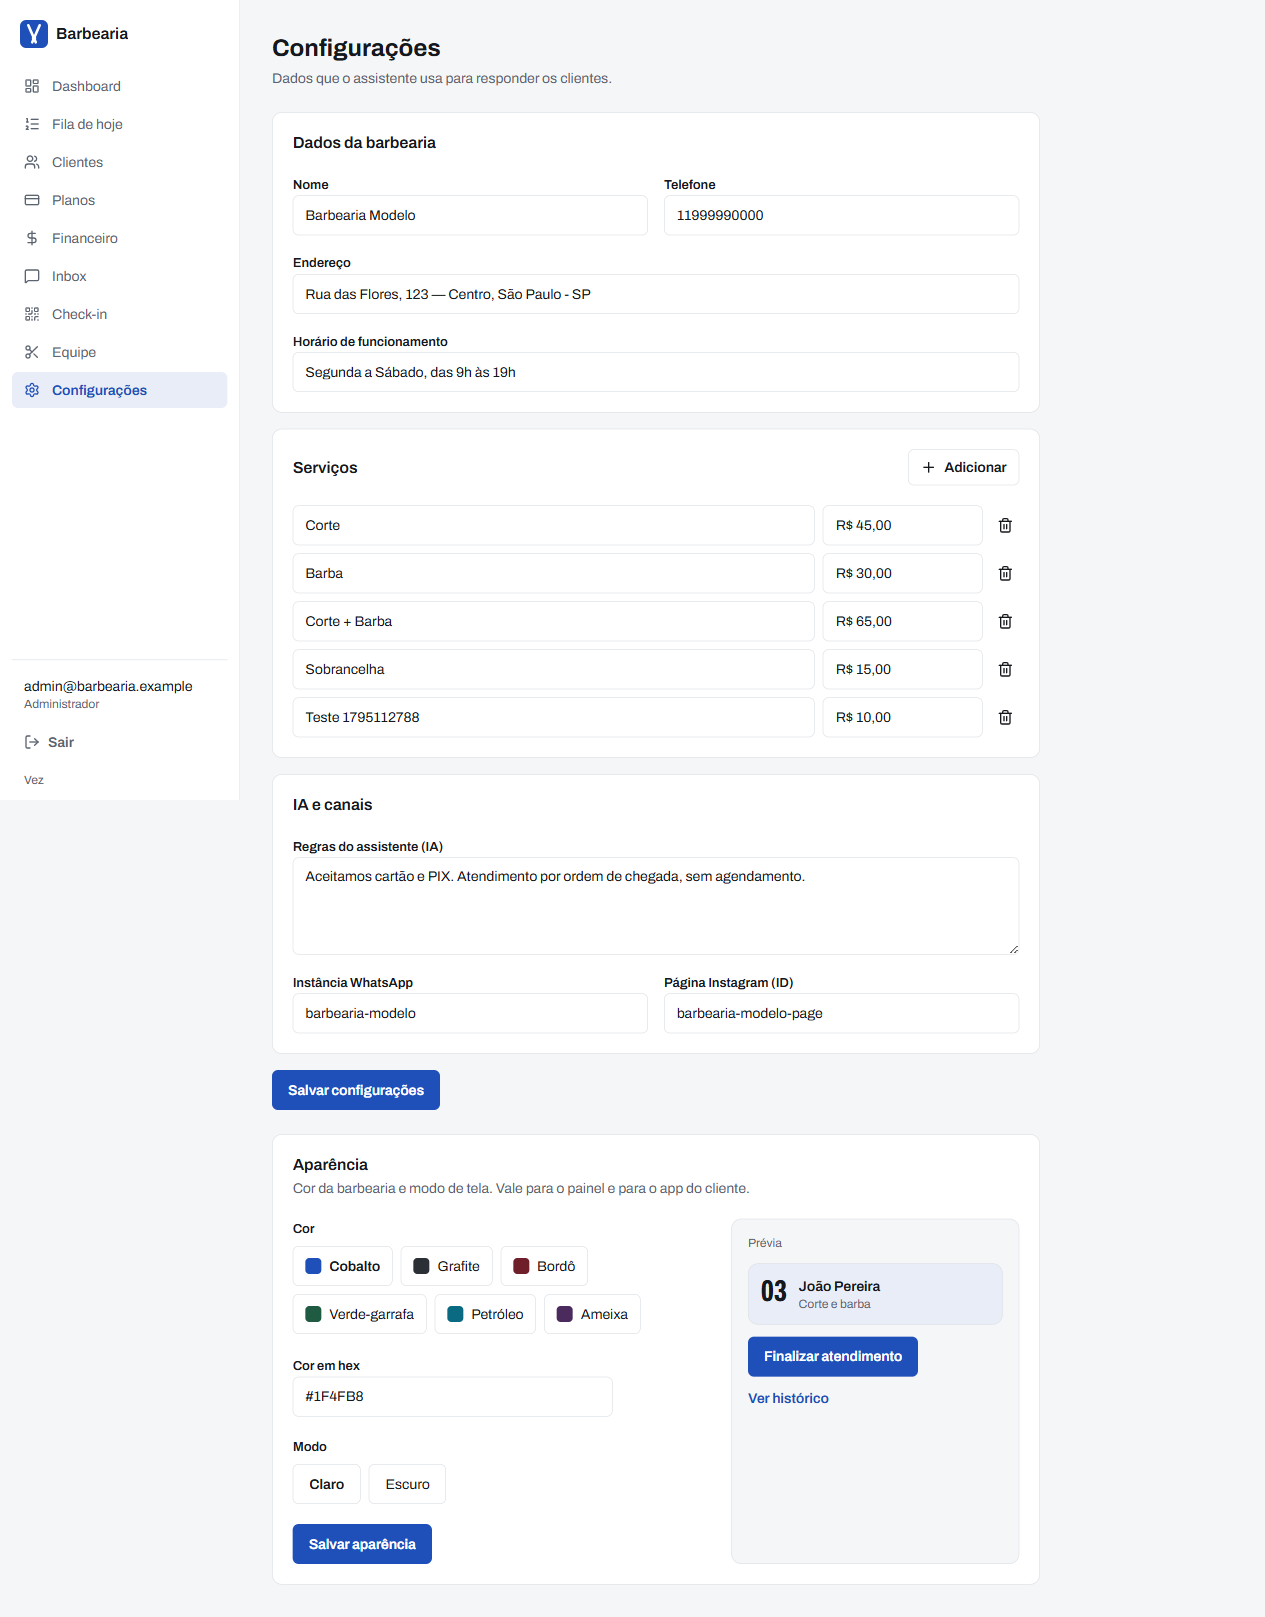 Barbearia
Dashboard
Fila de hoje
Clientes
Planos
Financeiro
Inbox
Check-in
Equipe
Configurações
admin@barbearia.example
Administrador
Sair
Vez
Configurações
Dados que o assistente usa para responder os clientes.
Dados da barbearia
Nome
Telefone
Barbearia Modelo
11999990000
Endereço
Rua das Flores, 123 — Centro, São Paulo - SP
Horário de funcionamento
Segunda a Sábado, das 9h às 19h
Serviços
Adicionar
Corte
R$ 45,00
Barba
R$ 30,00
Corte + Barba
R$ 65,00
Sobrancelha
R$ 15,00
Teste 1795112788
R$ 10,00
IA e canais
Regras do assistente (IA)
Aceitamos cartão e PIX. Atendimento por ordem de chegada, sem agendamento.
Instância WhatsApp
Página Instagram (ID)
barbearia-modelo
barbearia-modelo-page
Salvar configurações
Aparência
Cor da barbearia e modo de tela. Vale para o painel e para o app do cliente.
Cor
Cobalto
Grafite
Bordô
Verde-garrafa
Petróleo
Ameixa
Cor em hex
#1F4FB8
Modo
Claro
Escuro
Salvar aparência
Prévia
03
João Pereira
Corte e barba
Finalizar atendimento
Ver histórico